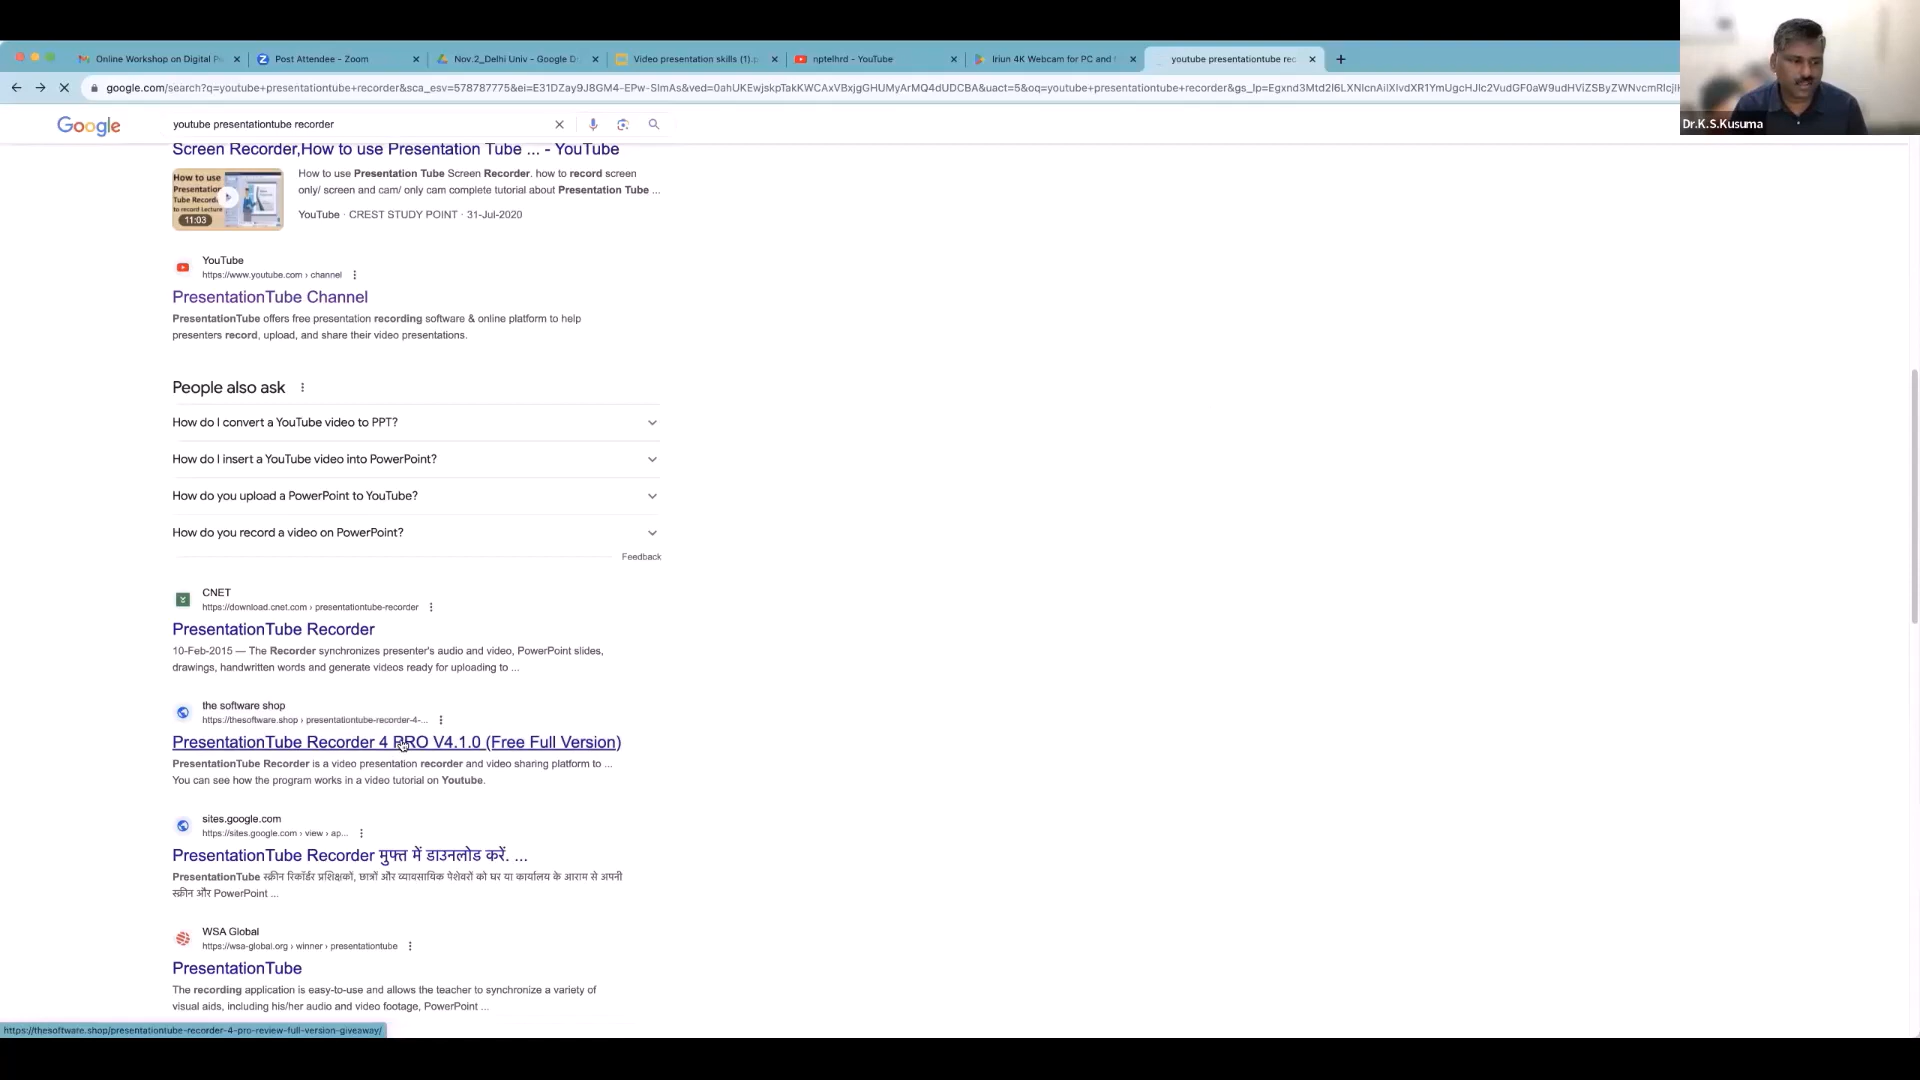 Online Workshop on Digital P
Post Attendee - Zoom
Nov.2_Delhi Univ - Google D
Video presentation skills (1).p
nptelhrd - YouTube
Iriun 4K Webcam for PC and
youtube presentationtube rec
Google
youtube presentationtube recorder
Screen Recorder,How to use Presentation Tube ... - YouTube
How to use
Presentation
Tube Recorder
11:03
How to use Presentation Tube Screen Recorder. how to record screen
only/ screen and cam/ only cam complete tutorial about Presentation Tube ...
YouTube · CREST STUDY POINT · 31-Jul-2020
YouTube
https://www.youtube.com › channel
PresentationTube Channel
PresentationTube offers free presentation recording software & online platform to help
presenters record, upload, and share their video presentations.
People also ask
How do I convert a YouTube video to PPT?
How do I insert a YouTube video into PowerPoint?
How do you upload a PowerPoint to YouTube?
How do you record a video on PowerPoint?
Feedback
CNET
https://download.cnet.com › presentationtube-recorder
PresentationTube Recorder
10-Feb-2015 — The Recorder synchronizes presenter's audio and video, PowerPoint slides,
drawings, handwritten words and generate videos ready for uploading to ...
the software shop
https://thesoftware.shop › presentationtube-recorder-4-...
PresentationTube Recorder 4 PRO V4.1.0 (Free Full Version)
PresentationTube Recorder is a video presentation recorder and video sharing platform to ...
You can see how the program works in a video tutorial on Youtube.
sites.google.com
https://sites.google.com › view › ap...
PresentationTube Recorder मुफ्त में डाउनलोड करें. ...
PresentationTube स्क्रीन रिकॉर्डर प्रशिक्षकों, छात्रों और व्यावसायिक पेशेवरों को घर या कार्यालय के आराम से अपनी
स्क्रीन और PowerPoint ...
WSA Global
https://wsa-global.org › winner › presentationtube
PresentationTube
The recording application is easy-to-use and allows the teacher to synchronize a variety of
visual aids, including his/her audio and video footage, PowerPoint ...
https://thesoftware.shop/presentationtube-recorder-4-pro-review-full-version-giveaway/
Dr.K.S.Kusuma